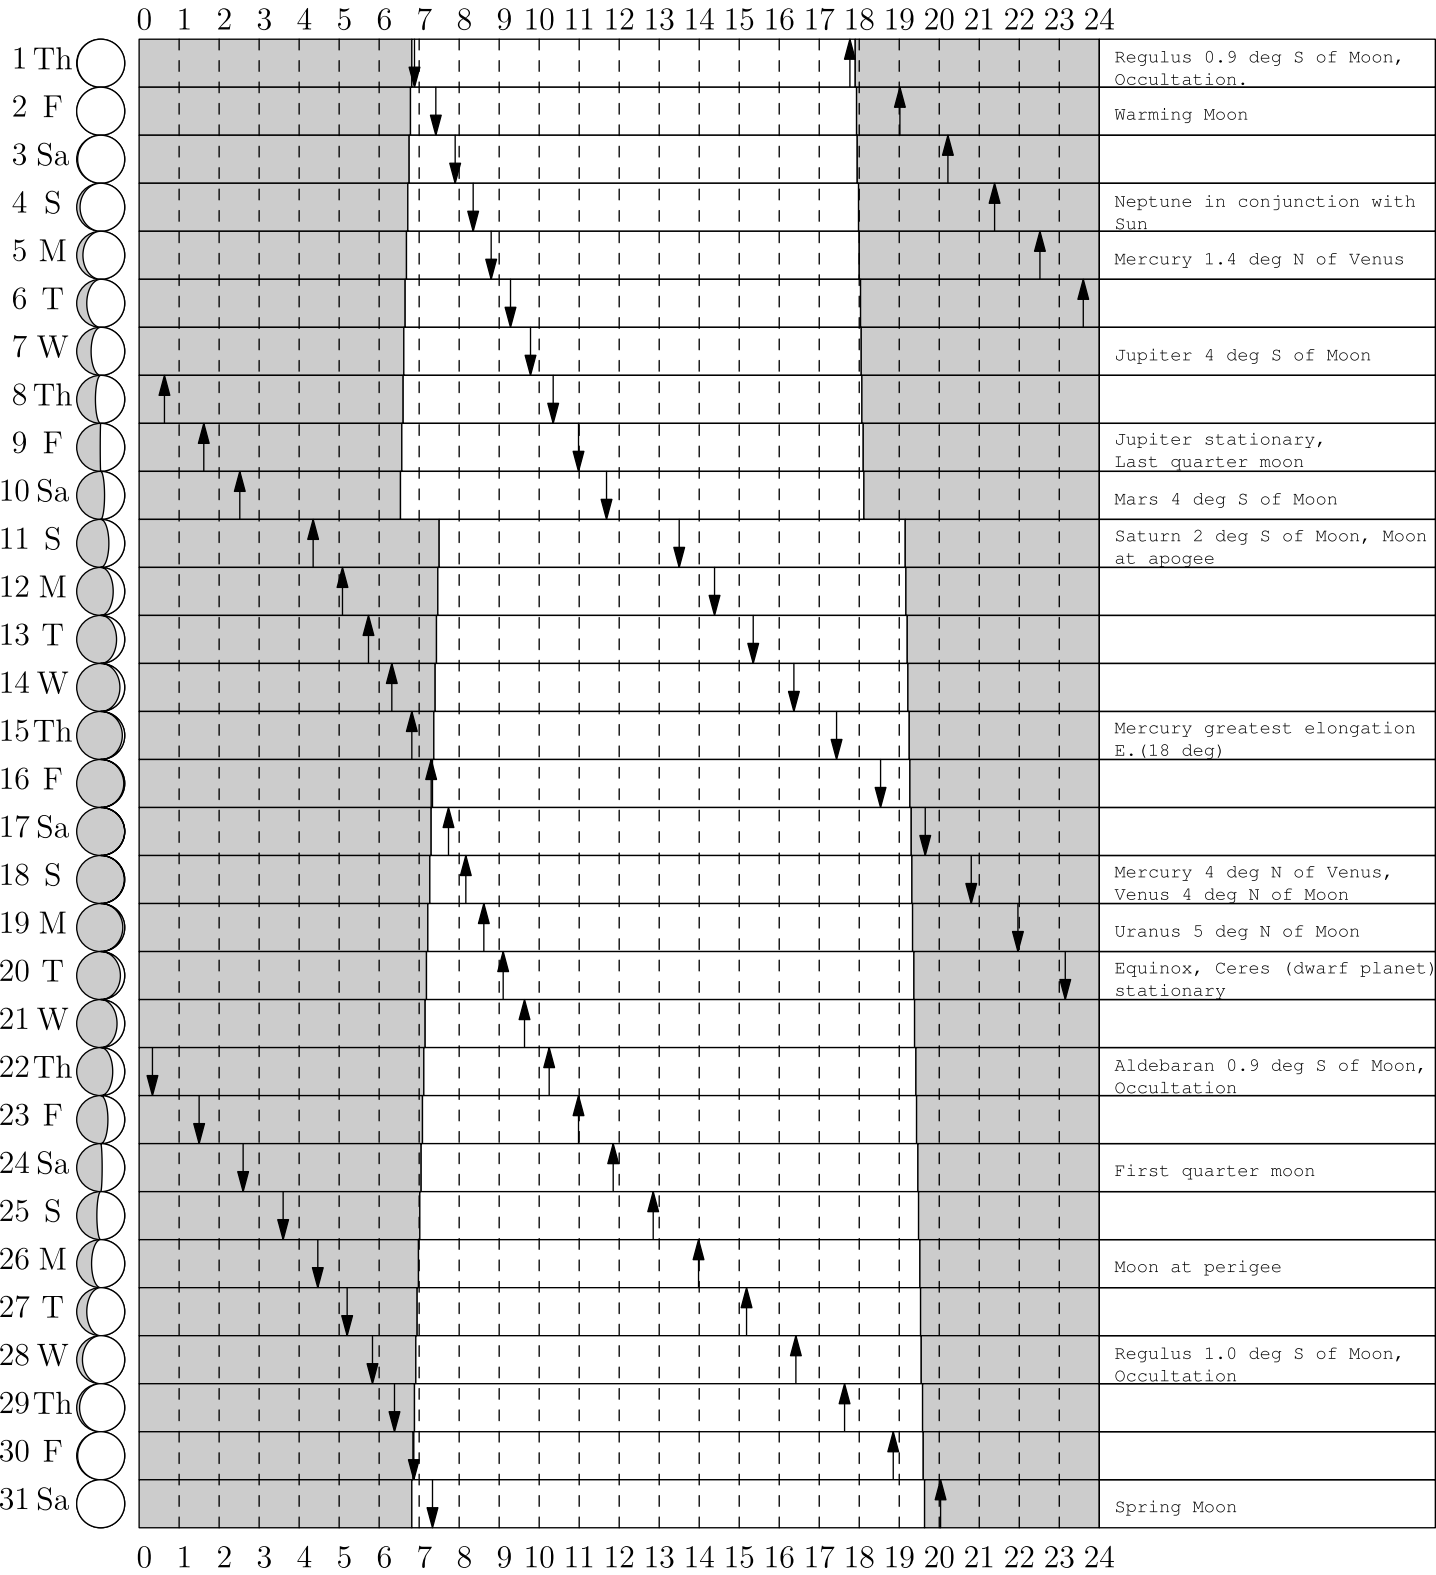 0 1 2 3 4 5 6 7 8 9 10 11 12 13 14 15 16 17 18 19 20 21 22 23 24
1 Th Regulus 0.9 deg S of Moon,
Occultation.
2 F Warming Moon
3 Sa
4 S Neptune in conjunction with
Sun
5 M Mercury 1.4 deg N of Venus
6 T
7 W Jupiter 4 deg S of Moon
8 Th
9 F Jupiter stationary,
Last quarter moon
10 Sa Mars 4 deg S of Moon
11 S Saturn 2 deg S of Moon, Moon
at apogee
12 M
13 T
14 W
15 Th Mercury greatest elongation
E.(18 deg)
16 F
17 Sa
18 S Mercury 4 deg N of Venus,
Venus 4 deg N of Moon
19 M Uranus 5 deg N of Moon
20 T Equinox, Ceres (dwarf planet)
stationary
21 W
22 Th Aldebaran 0.9 deg S of Moon,
Occultation
23 F
24 Sa First quarter moon
25 S
26 M Moon at perigee
27 T
28 W Regulus 1.0 deg S of Moon,
Occultation
29 Th
30 F
31 Sa Spring Moon
0 1 2 3 4 5 6 7 8 9 10 11 12 13 14 15 16 17 18 19 20 21 22 23 24